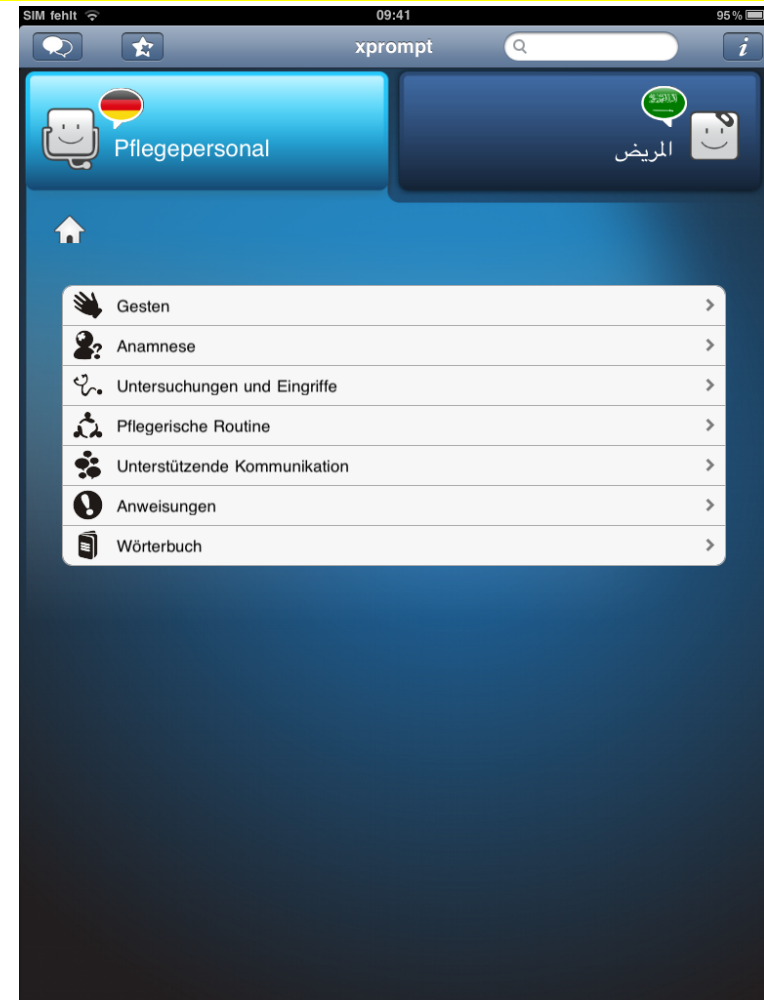 SIM fehlt 09:41 95 %
xprompt
Pflegepersonal
المريض
Gesten
Anamnese
Untersuchungen und Eingriffe
Pflegerische Routine
Unterstützende Kommunikation
Anweisungen
Wörterbuch